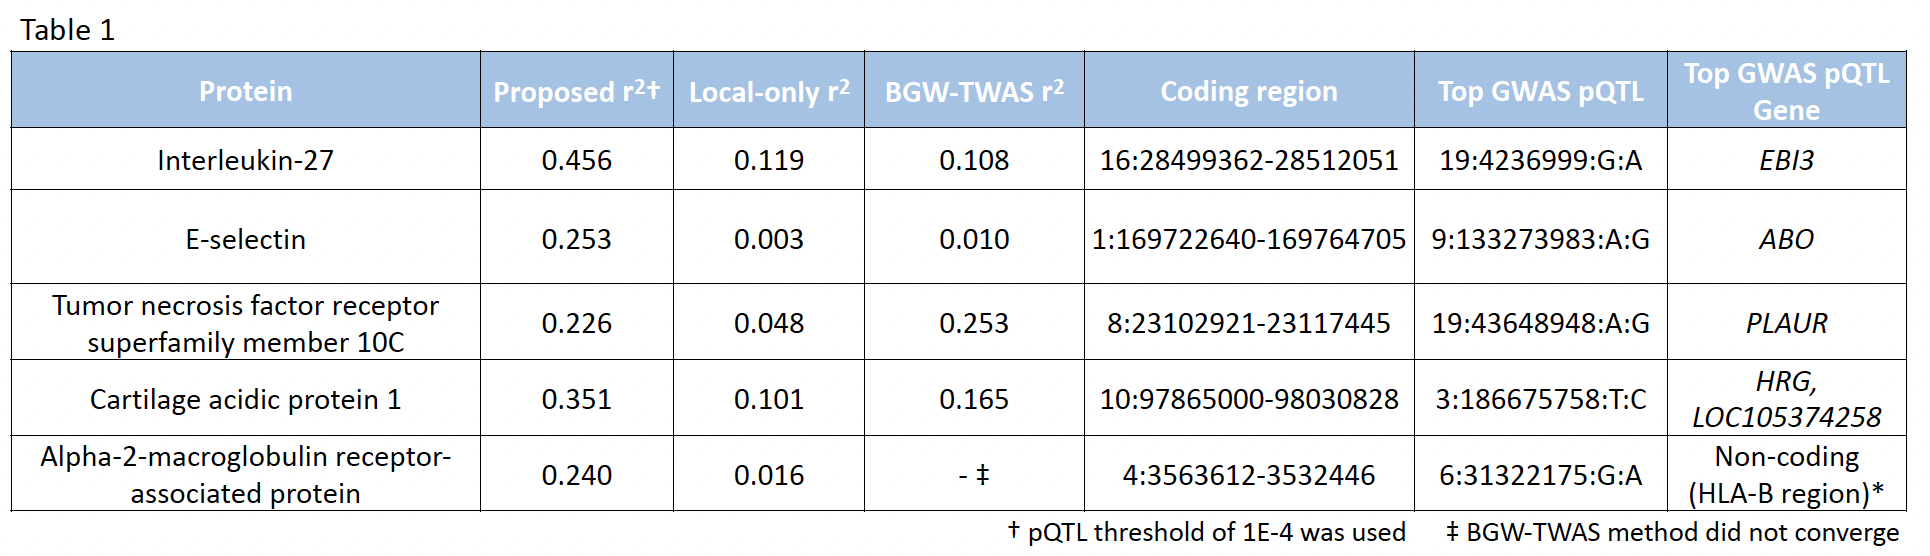 Table 1
Protein Proposed r²† Local-only r² BGW-TWAS r² Coding region Top GWAS pQTL Top GWAS pQTL
Gene
Interleukin-27 0.456 0.119 0.108 16:28499362-28512051 19:4236999:G:A EBI3
E-selectin 0.253 0.003 0.010 1:169722640-169764705 9:133273983:A:G ABO
Tumor necrosis factor receptor
superfamily member 10C 0.226 0.048 0.253 8:23102921-23117445 19:43648948:A:G PLAUR
Cartilage acidic protein 1 0.351 0.101 0.165 10:97865000-98030828 3:186675758:T:C HRG,
LOC105374258
Alpha-2-macroglobulin receptor-
associated protein 0.240 0.016 - ‡ 4:3563612-3532446 6:31322175:G:A Non-coding
(HLA-B region)*
† pQTL threshold of 1E-4 was used ‡ BGW-TWAS method did not converge